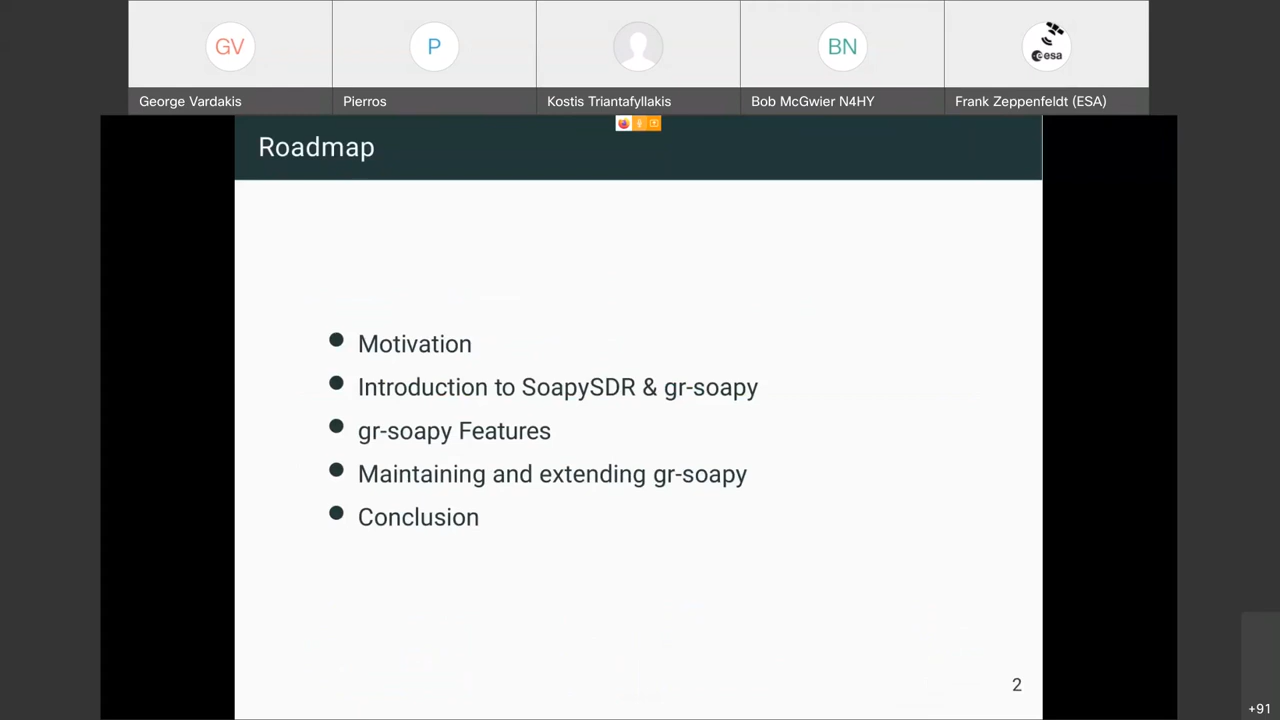 GV
P
BN
esa
George Vardakis
Pierros
Kostis Triantafyllakis
Bob McGwier N4HY
Frank Zeppenfeldt (ESA)
Roadmap
Motivation
Introduction to SoapySDR & gr-soapy
gr-soapy Features
Maintaining and extending gr-soapy
Conclusion
2
+91